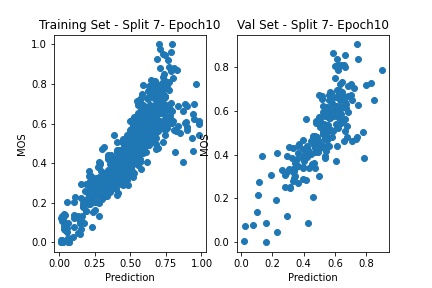 Training Set - Split 7- Epoch10
Val Set - Split 7- Epoch10
1.0
0.8
0.6
0.4
0.2
0.0
MOS
0.00 0.25 0.50 0.75 1.00
Prediction
0.8
0.6
0.4
0.2
0.0
MOS
0.0 0.2 0.4 0.6 0.8
Prediction